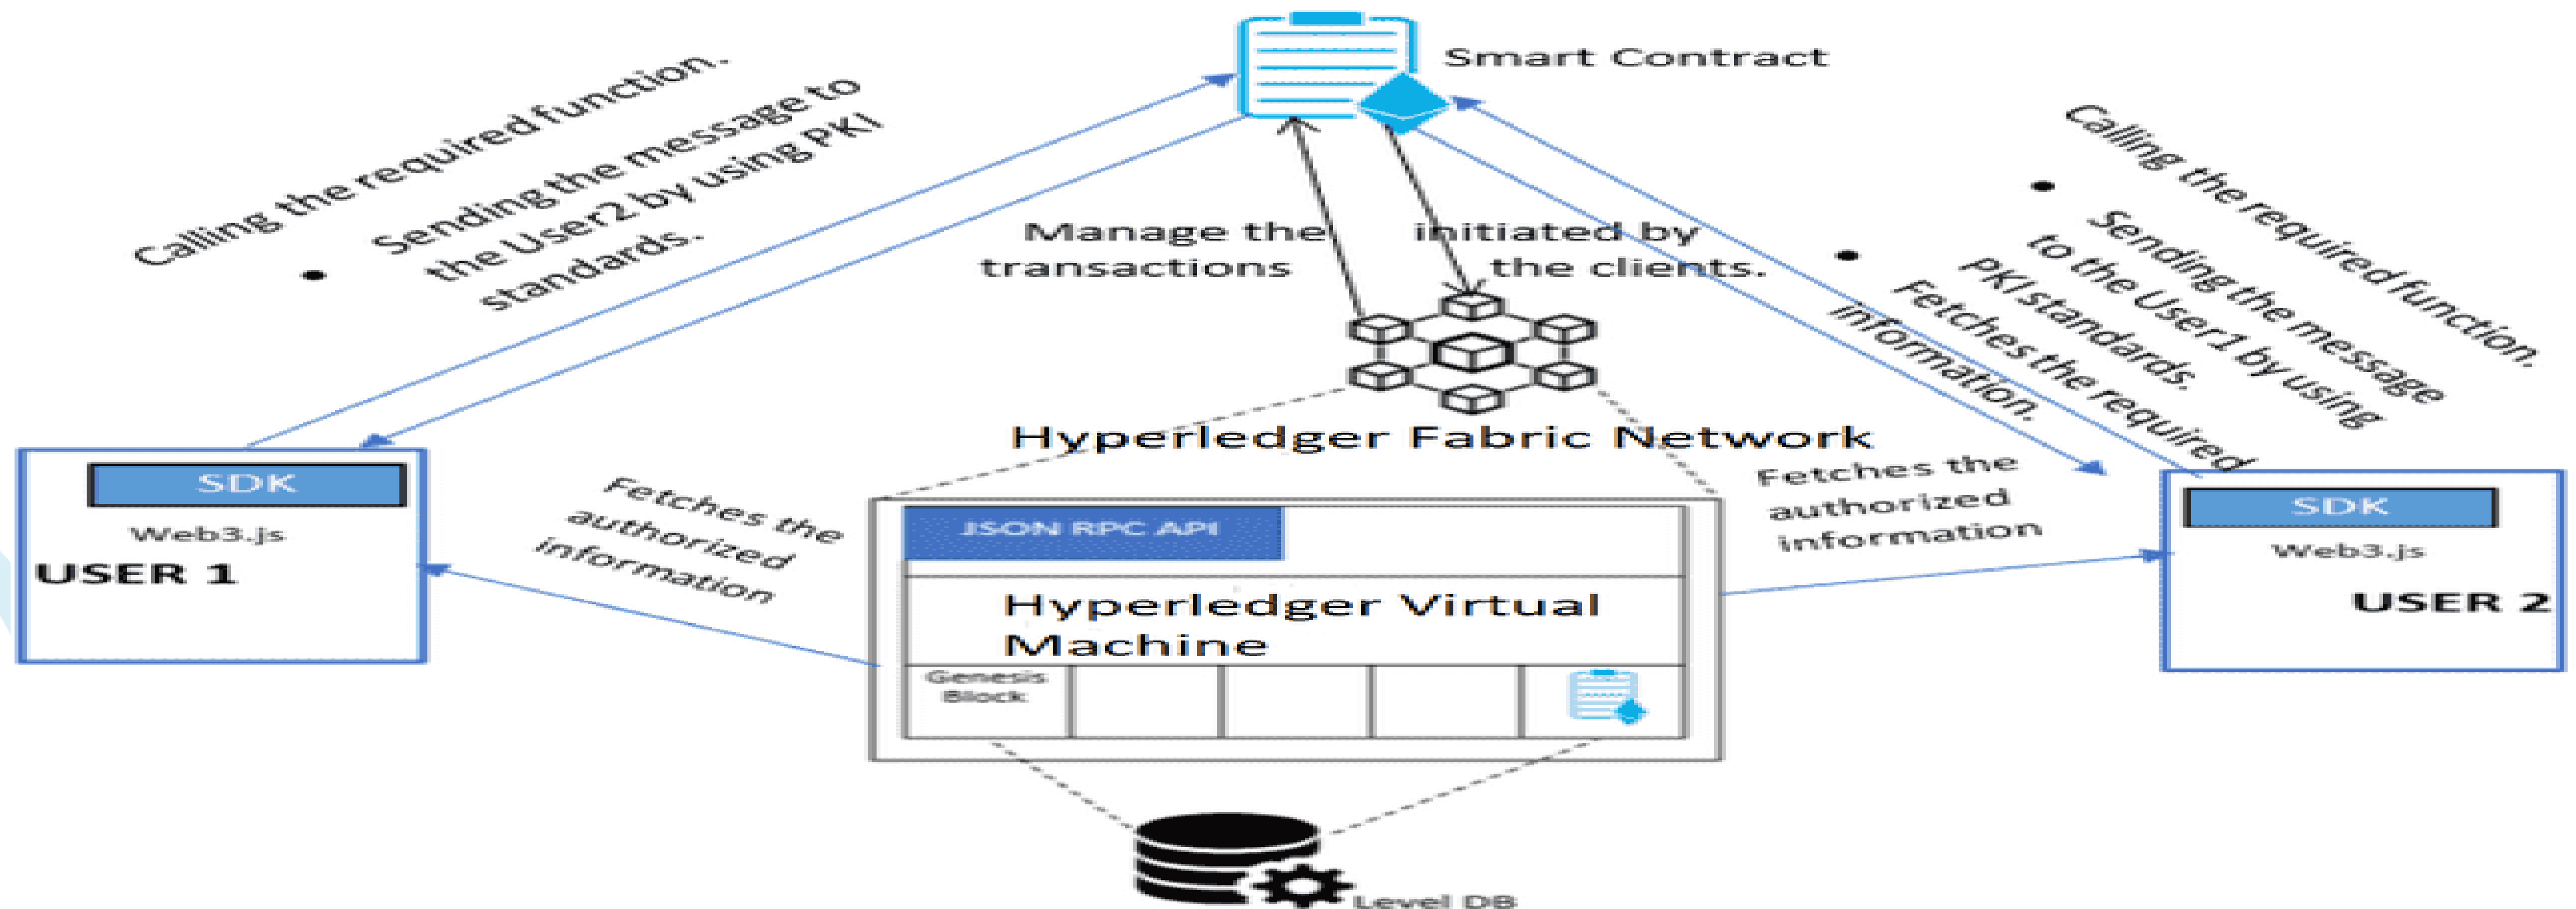 Smart Contract
Calling the required function.
Sending the message to
the User2 by using PKI
standards.
Manage the
transactions
initiated by
the clients.
Calling the required function.
Sending the message
to the User1 by using
PKI standards.
Fetches the required
information.
Hyperledger Fabric Network
SDK
Web3.js
USER 1
Fetches the
authorized
information
JSON RPC API
Hyperledger Virtual
Machine
Genesis
Block
Fetches the
authorized
information
SDK
Web3.js
USER 2
Level DB